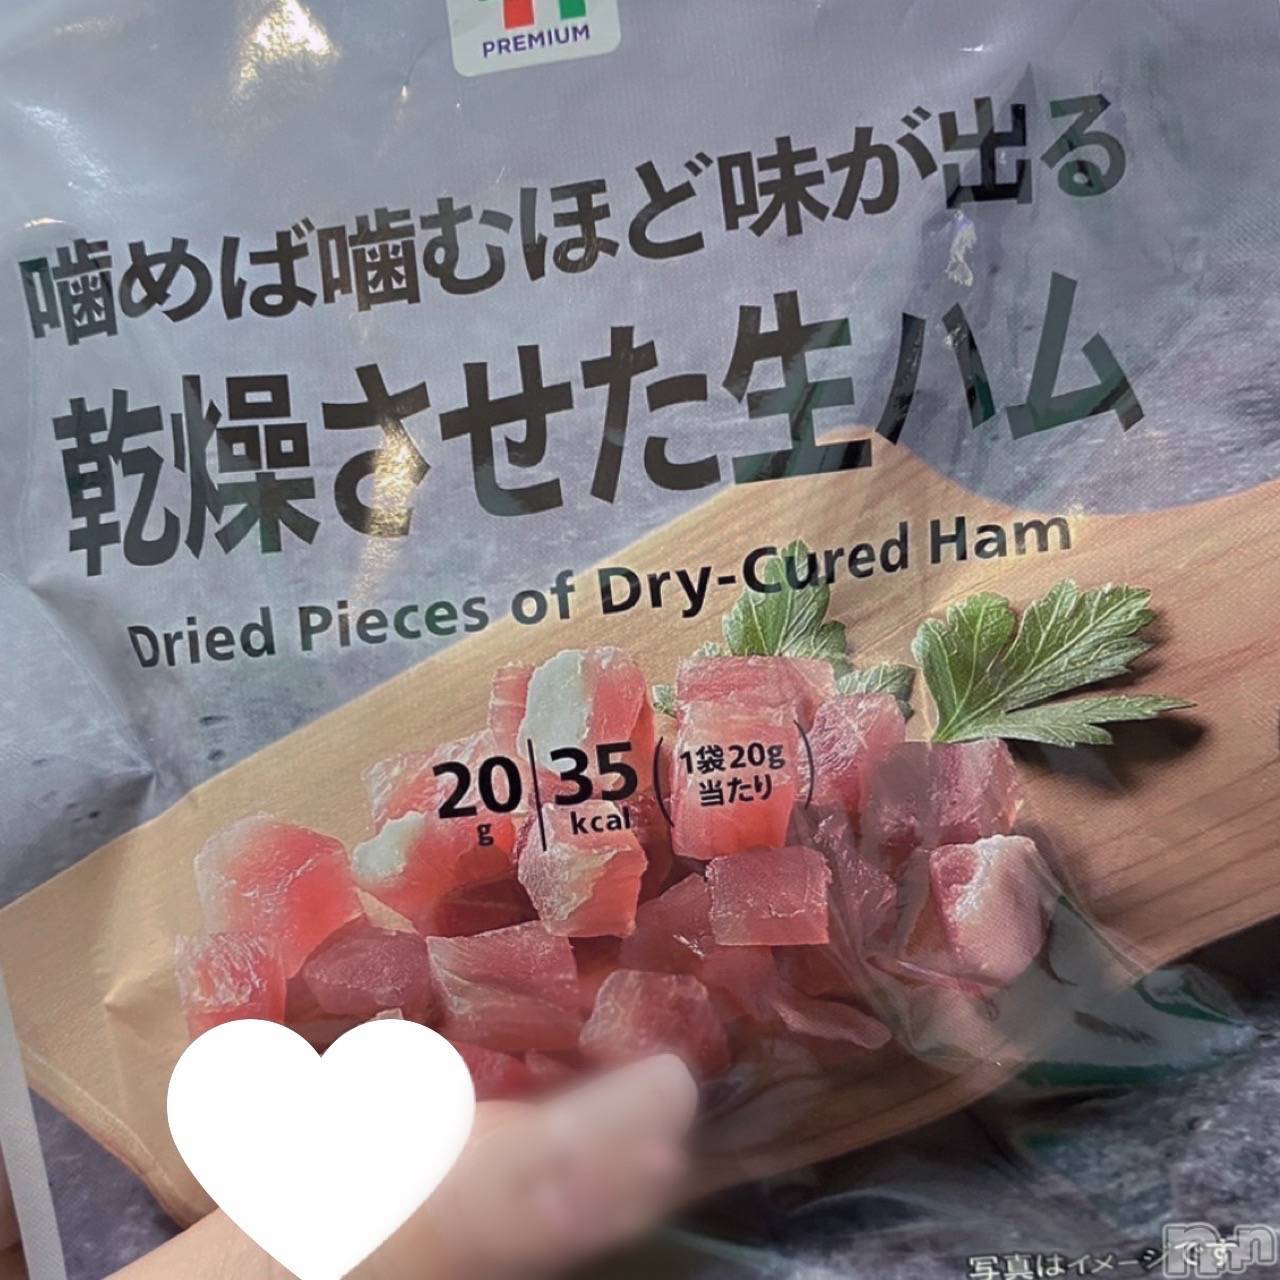 PREMIUM
噛めば噛むほど味が出る
乾燥させた生ハム
Dried Pieces of Dry-Cured Ham
20g 35kcal (1袋20g当たり)
写真はイメージです